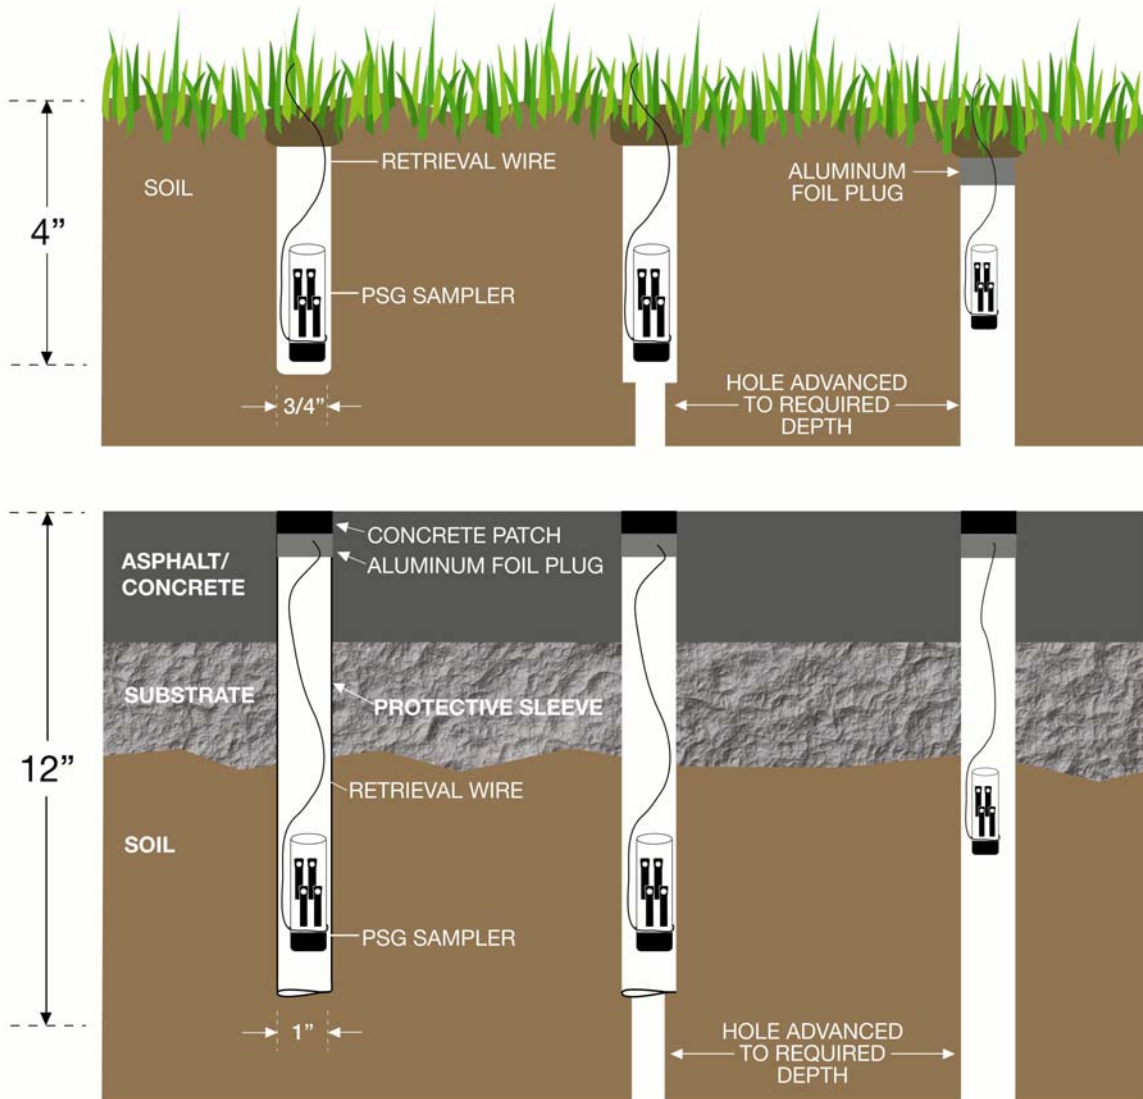 RETRIEVAL WIRE
SOIL
ALUMINUM
FOIL PLUG
4”
PSG SAMPLER
3/4”
HOLE ADVANCED
TO REQUIRED
DEPTH
CONCRETE PATCH
ALUMINUM FOIL PLUG
ASPHALT/
CONCRETE
SUBSTRATE
PROTECTIVE SLEEVE
12”
RETRIEVAL WIRE
SOIL
PSG SAMPLER
1”
HOLE ADVANCED
TO REQUIRED
DEPTH